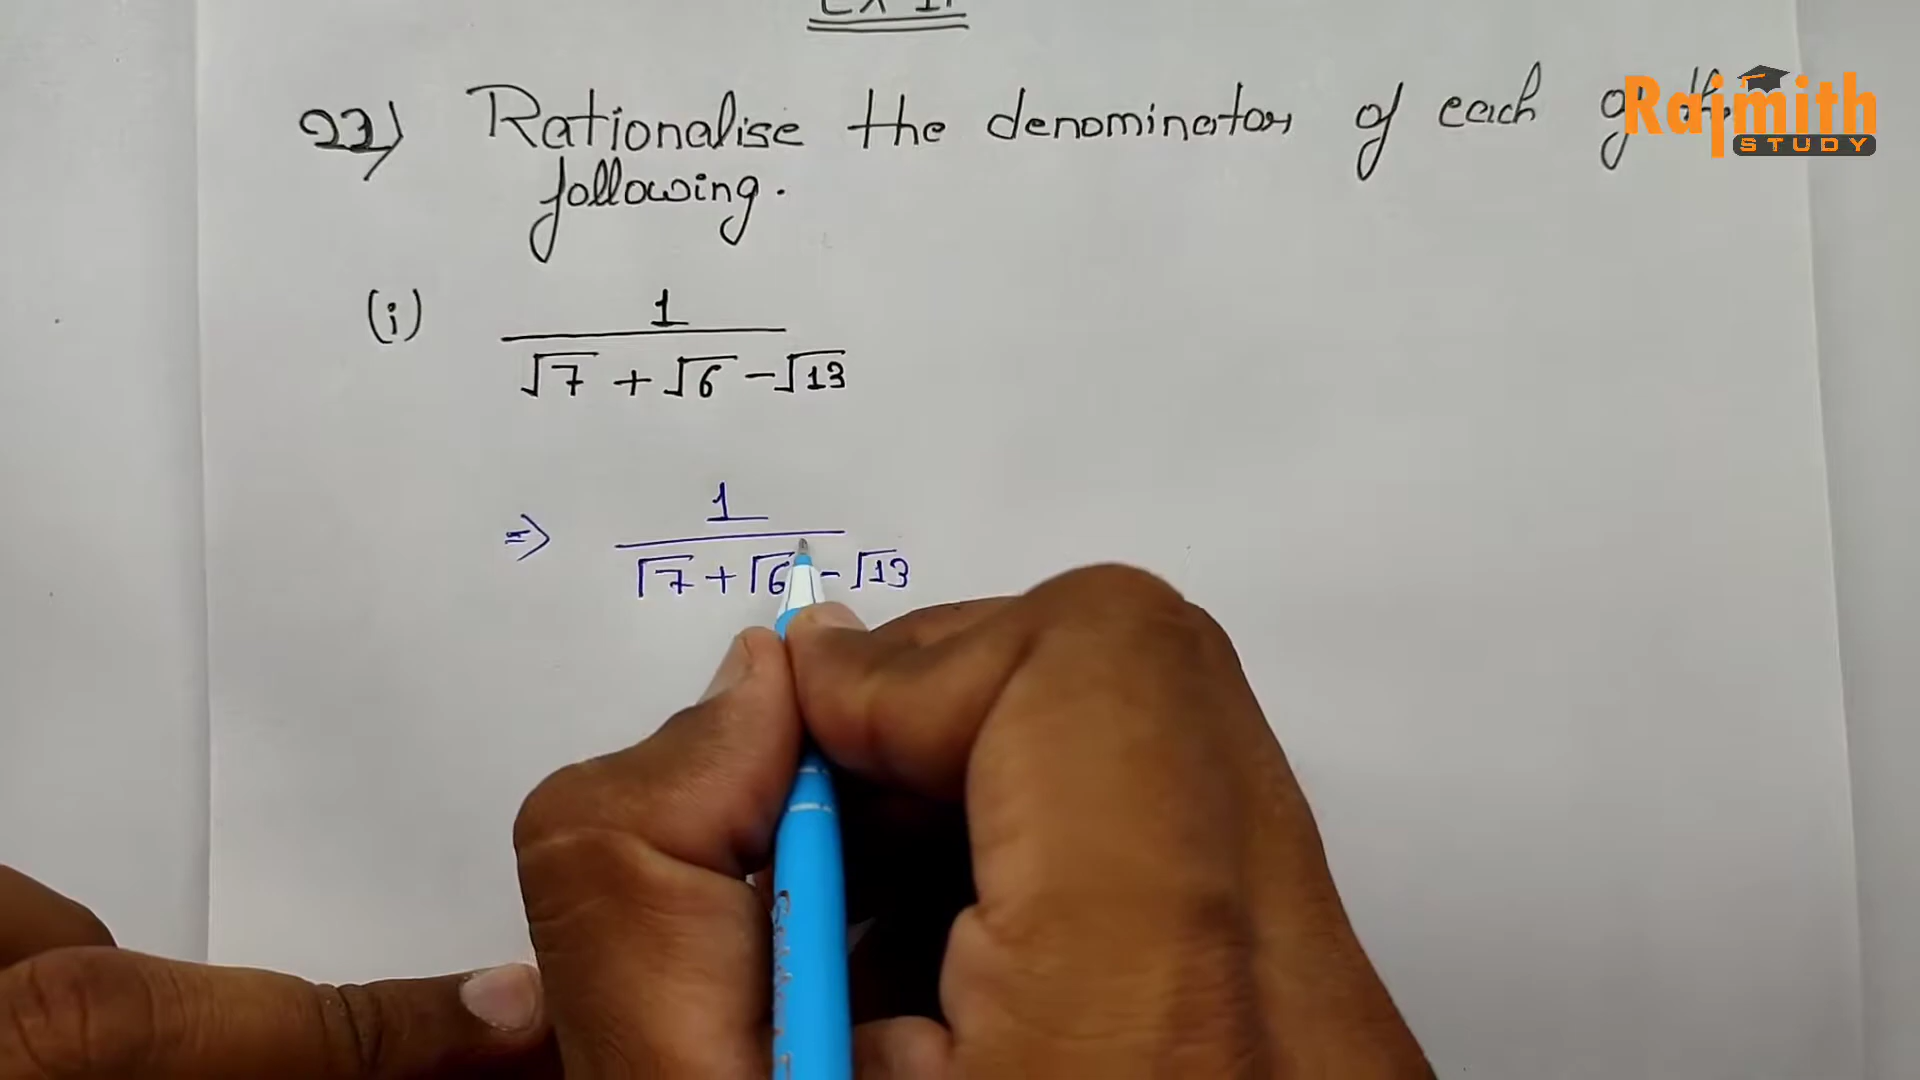 22) Rationalise the denominator of each of the
following.
(i) 1
√7 + √6 - √13
⇒ 1
√7 + √6 - √13
Rajmith
STUDY